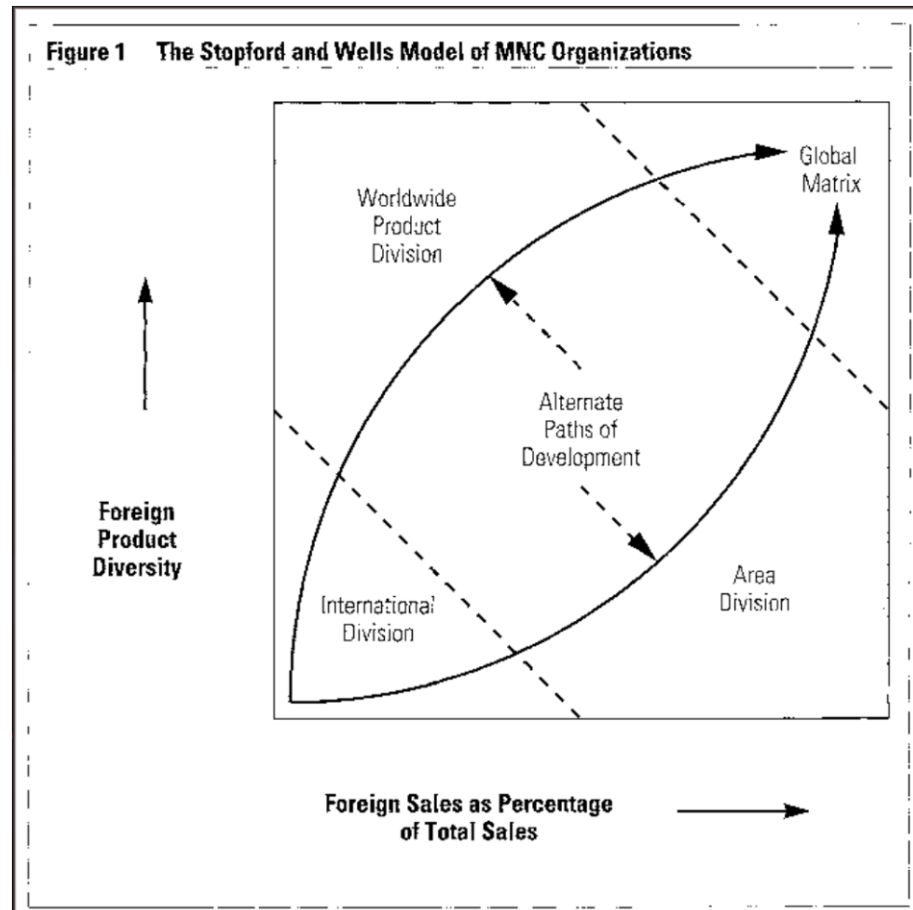 Figure 1 The Stopford and Wells Model of MNC Organizations
Global
Matrix
Worldwide
Product
Division
Alternate
Paths of
Development
Foreign
Product
Diversity
International
Division
Area
Division
Foreign Sales as Percentage
of Total Sales